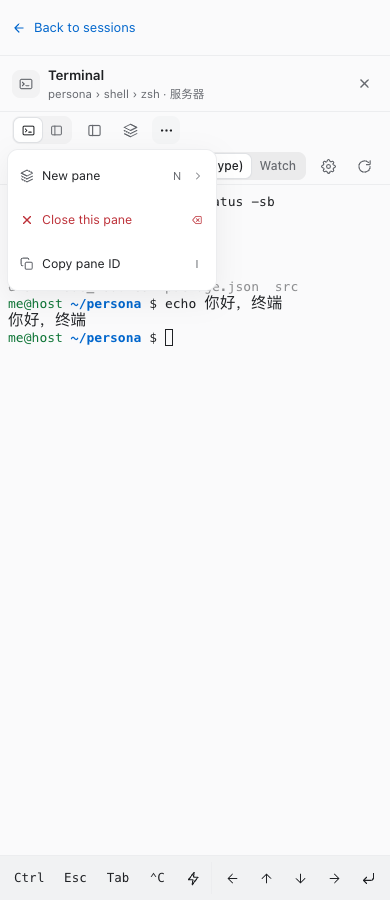 Back to sessions
Terminal
persona › shell › zsh · 服务器
New pane N
Close this pane
Copy pane ID I
ype) Watch
atus -sb
ge.json src
me@host ~/persona $ echo 你好，终端
你好，终端
me@host ~/persona $
Ctrl Esc Tab ^C